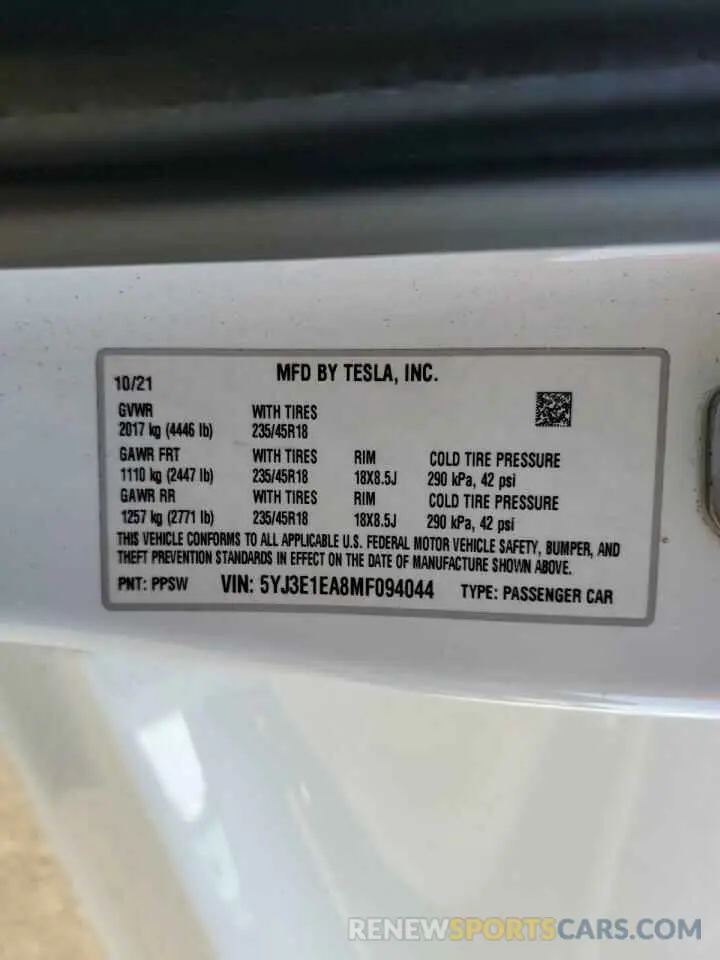 MFD BY TESLA, INC.
10/21
GVWR WITH TIRES
2017 kg (4446 lb) 235/45R18
GAWR FRT WITH TIRES RIM COLD TIRE PRESSURE
1110 kg (2447 lb) 235/45R18 18X8.5J 290 kPa, 42 psi
GAWR RR WITH TIRES RIM COLD TIRE PRESSURE
1257 kg (2771 lb) 235/45R18 18X8.5J 290 kPa, 42 psi
THIS VEHICLE CONFORMS TO ALL APPLICABLE U.S. FEDERAL MOTOR VEHICLE SAFETY, BUMPER, AND
THEFT PREVENTION STANDARDS IN EFFECT ON THE DATE OF MANUFACTURE SHOWN ABOVE.
PNT: PPSW VIN: 5YJ3E1EA8MF094044 TYPE: PASSENGER CAR
RENEWSPORTSCARS.COM